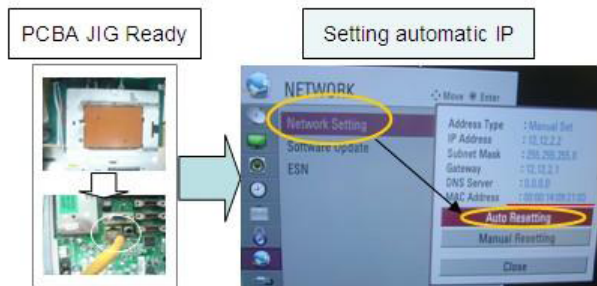 PCBA JIG Ready
Setting automatic IP
NETWORK
Move Enter
Network Setting
Software Update
ESN
Address Type : Manual Set
IP Address : 12.12.2.2
Subnet Mask : 255.255.255.0
Gateway : 12.12.2.1
DNS Server : 0.0.0.0
MAC Address
Auto Resetting
Manual Resetting
Close